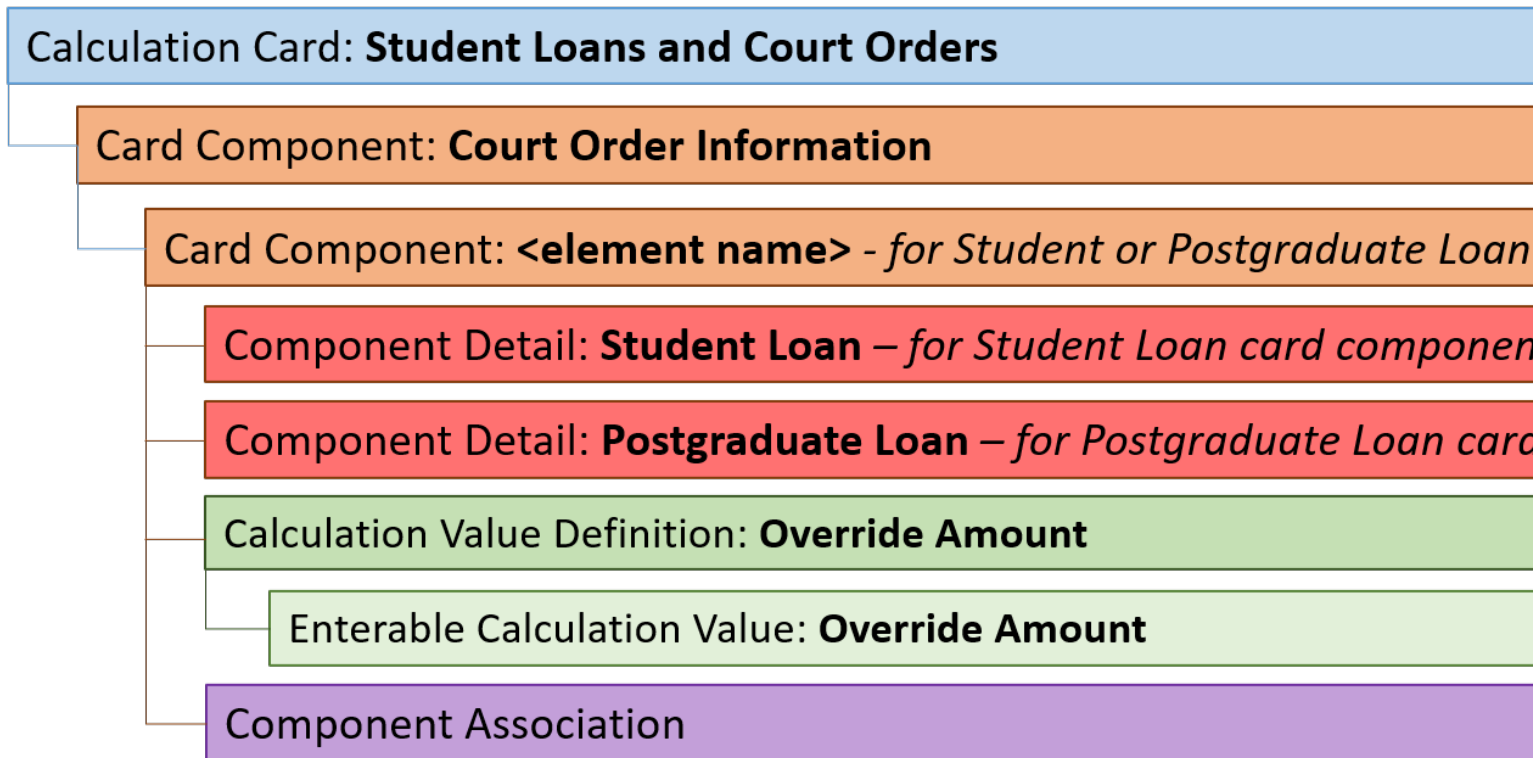 Calculation Card: Student Loans and Court Orders
Card Component: Court Order Information
Card Component: <element name> - for Student or Postgraduate Loan
Component Detail: Student Loan – for Student Loan card
Component Detail: Postgraduate Loan – for Postgraduate Loan card
Calculation Value Definition: Override Amount
Enterable Calculation Value: Override Amount
Component Association